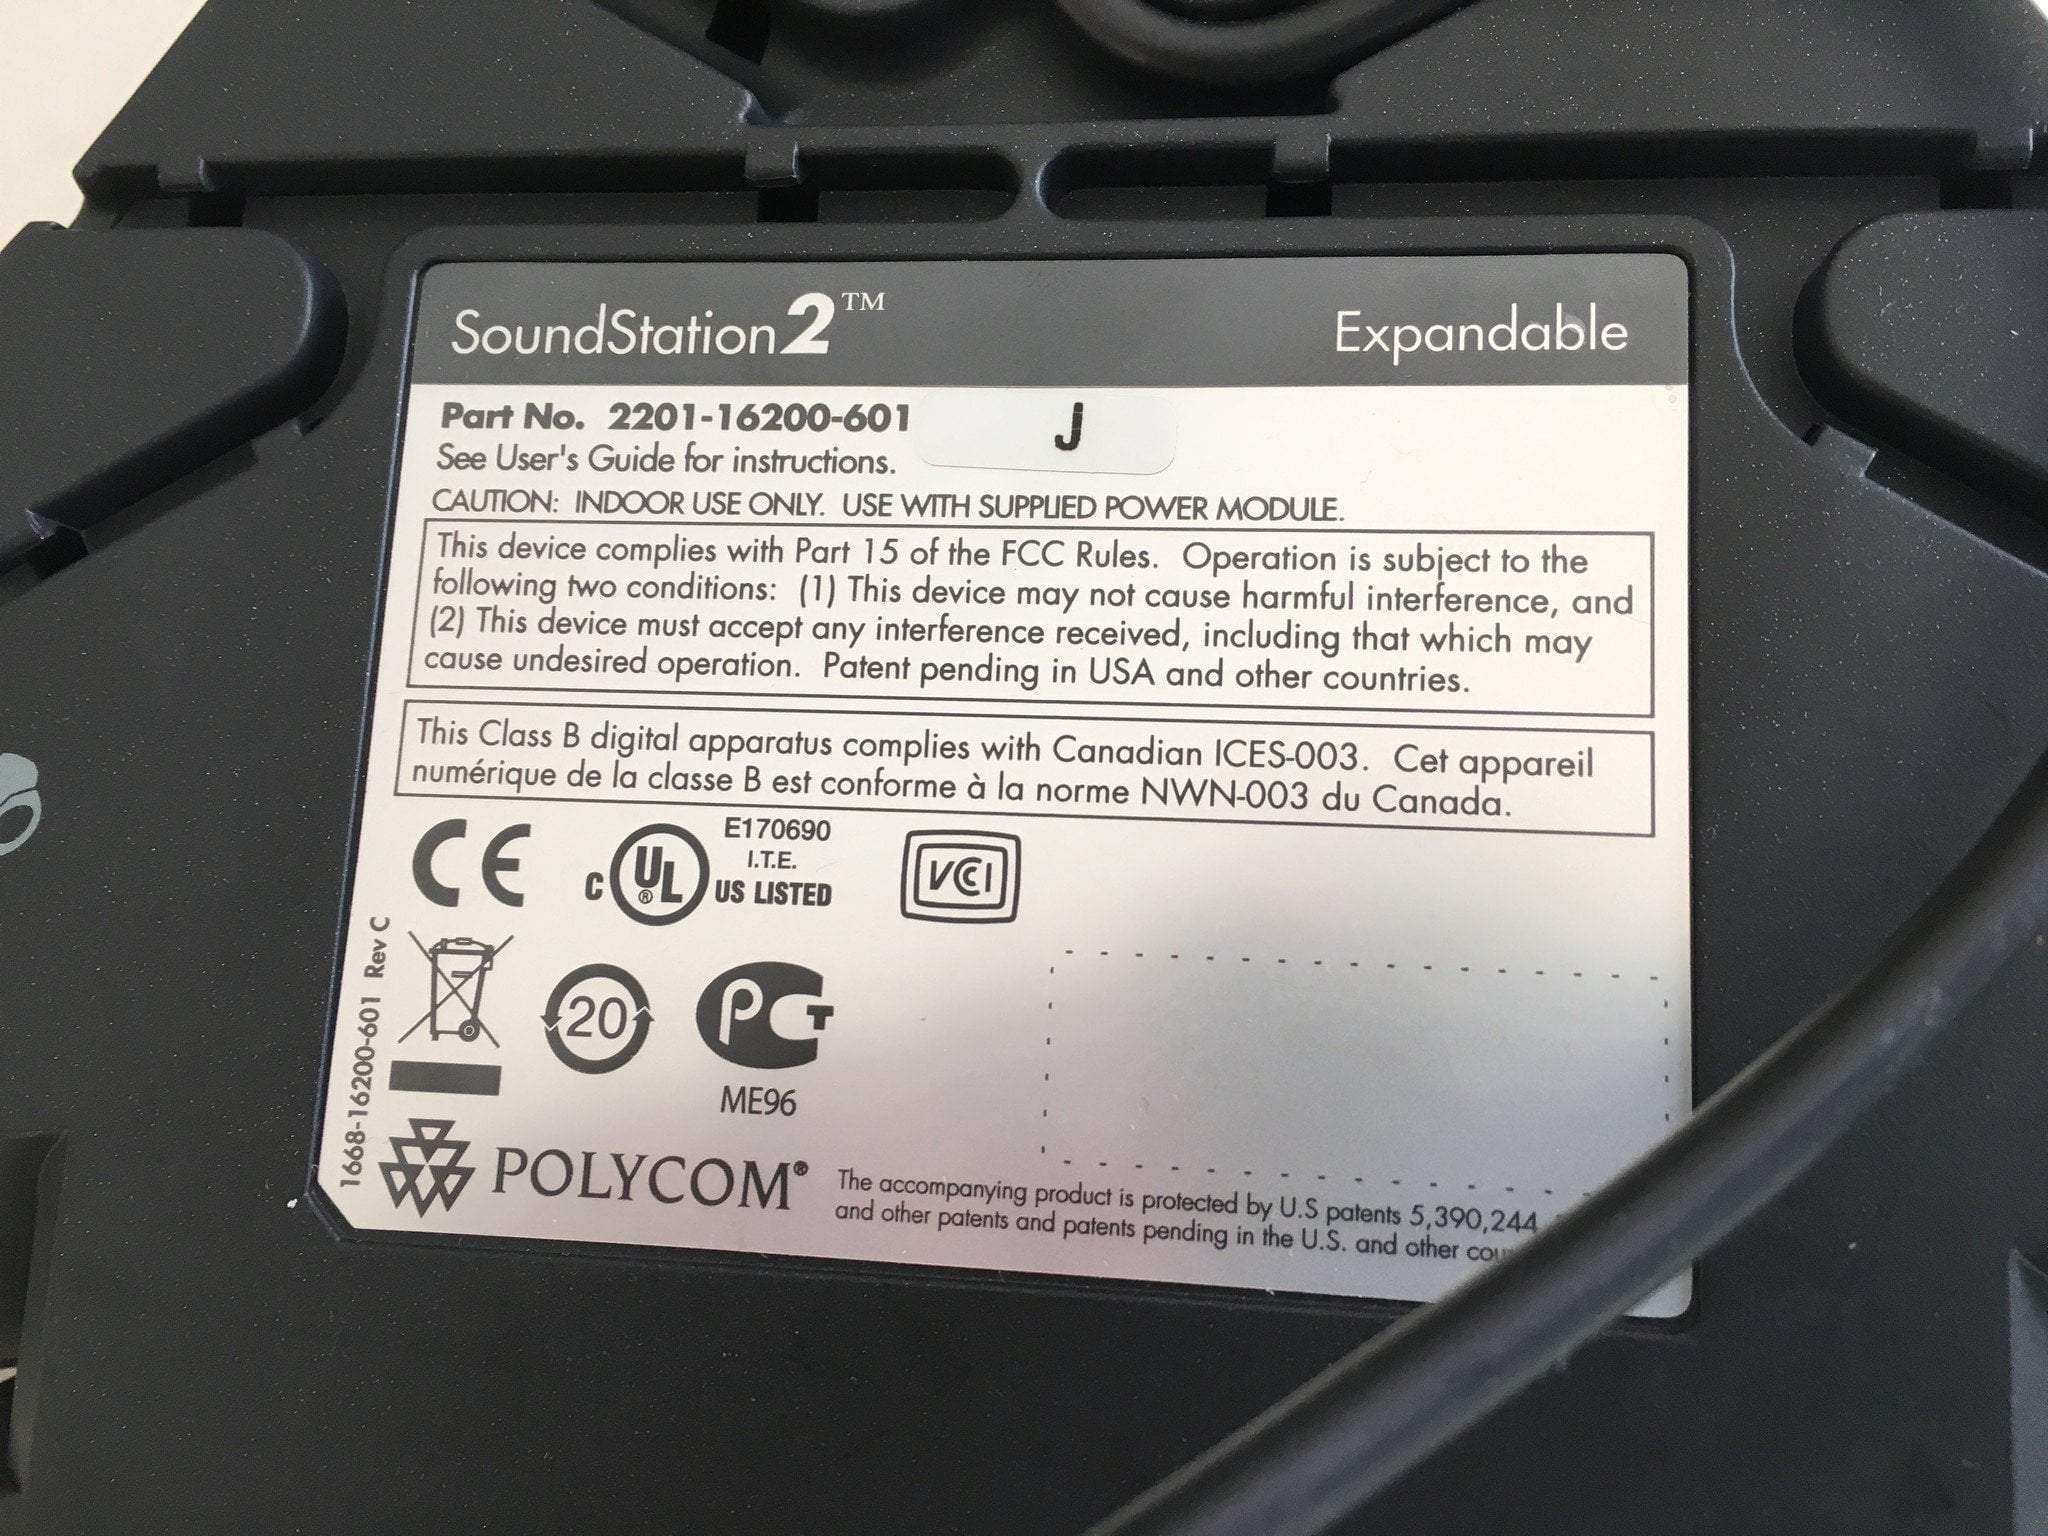 SoundStation2™ Expandable
Part No. 2201-16200-601 J
See User's Guide for instructions.
CAUTION: INDOOR USE ONLY. USE WITH SUPPLIED POWER MODULE.
This device complies with Part 15 of the FCC Rules. Operation is subject to the
following two conditions: (1) This device may not cause harmful interference, and
(2) This device must accept any interference received, including that which may
cause undesired operation. Patent pending in USA and other countries.
This Class B digital apparatus complies with Canadian ICES-003. Cet appareil
numérique de la classe B est conforme à la norme NWN-003 du Canada.
CE
C UL® US LISTED
E170690
I.T.E.
VCI
20
PCT
ME96
1668-16200-601 Rev C
POLYCOM®
The accompanying product is protected by U.S patents 5,390,244
and other patents and patents pending in the U.S. and other